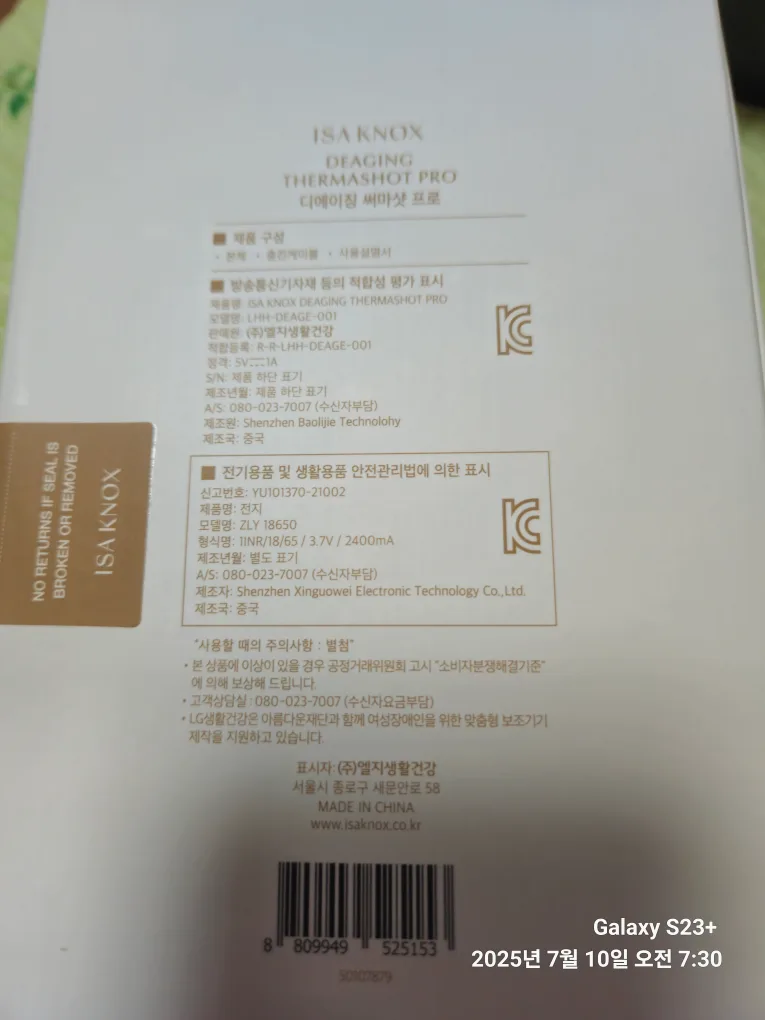 ISA KNOX
DEAGING
THERMASHOT PRO
디에이징 써마샷 프로
■ 제품 구성
· 본체 · 충전케이블 · 사용설명서
■ 방송통신기자재 등의 적합성 평가 표시
제품명: ISA KNOX DEAGING THERMASHOT PRO
모델명: LHH-DEAGE-001
판매원: (주)엘지생활건강
적합등록: R-R-LHH-DEAGE-001
정격: 5V⎓1A
S/N: 제품 하단 표기
제조년월: 제품 하단 표기
A/S: 080-023-7007 (수신자부담)
제조원: Shenzhen Baolijie Technolohy
제조국: 중국
■ 전기용품 및 생활용품 안전관리법에 의한 표시
신고번호: YU101370-21002
제품명: 전지
모델명: ZLY 18650
형식명: 1INR/18/65 / 3.7V / 2400mA
제조년월: 별도 표기
A/S: 080-023-7007 (수신자부담)
제조자: Shenzhen Xinguowei Electronic Technology Co.,Ltd.
제조국: 중국
"사용할 때의 주의사항 : 별첨"
• 본 상품에 이상이 있을 경우 공정거래위원회 고시 "소비자분쟁해결기준"
에 의해 보상해 드립니다.
• 고객상담실 : 080-023-7007 (수신자요금부담)
• LG생활건강은 아름다운재단과 함께 여성장애인을 위한 맞춤형 보조기기
제작을 지원하고 있습니다.
표시자: (주)엘지생활건강
서울시 종로구 새문안로 58
MADE IN CHINA
www.isaknox.co.kr
8 809949 525153
50107879
NO RETURNS IF SEAL IS
BROKEN OR REMOVED
ISA KNOX
Galaxy S23+
2025년 7월 10일 오전 7:30